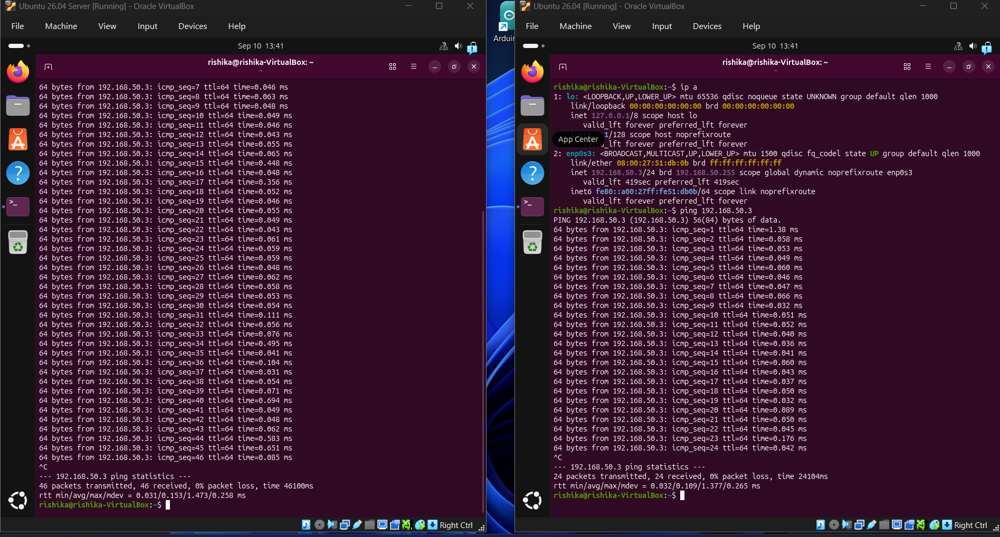 Ubuntu 26.04 Server [Running] - Oracle VirtualBox
File Machine View Input Devices Help
Sep 10 13:41
rishika@rishika-VirtualBox: ~
~
64 bytes from 192.168.50.3: icmp_seq=7 ttl=64 time=0.046 ms
64 bytes from 192.168.50.3: icmp_seq=8 ttl=64 time=0.063 ms
64 bytes from 192.168.50.3: icmp_seq=9 ttl=64 time=0.048 ms
64 bytes from 192.168.50.3: icmp_seq=10 ttl=64 time=0.049 ms
64 bytes from 192.168.50.3: icmp_seq=11 ttl=64 time=0.046 ms
64 bytes from 192.168.50.3: icmp_seq=12 ttl=64 time=0.043 ms
64 bytes from 192.168.50.3: icmp_seq=13 ttl=64 time=0.055 ms
64 bytes from 192.168.50.3: icmp_seq=14 ttl=64 time=0.065 ms
64 bytes from 192.168.50.3: icmp_seq=15 ttl=64 time=0.448 ms
64 bytes from 192.168.50.3: icmp_seq=16 ttl=64 time=0.048 ms
64 bytes from 192.168.50.3: icmp_seq=17 ttl=64 time=0.356 ms
64 bytes from 192.168.50.3: icmp_seq=18 ttl=64 time=0.052 ms
64 bytes from 192.168.50.3: icmp_seq=19 ttl=64 time=0.046 ms
64 bytes from 192.168.50.3: icmp_seq=20 ttl=64 time=0.055 ms
64 bytes from 192.168.50.3: icmp_seq=21 ttl=64 time=0.049 ms
64 bytes from 192.168.50.3: icmp_seq=22 ttl=64 time=0.043 ms
64 bytes from 192.168.50.3: icmp_seq=23 ttl=64 time=0.061 ms
64 bytes from 192.168.50.3: icmp_seq=24 ttl=64 time=0.059 ms
64 bytes from 192.168.50.3: icmp_seq=25 ttl=64 time=0.059 ms
64 bytes from 192.168.50.3: icmp_seq=26 ttl=64 time=0.048 ms
64 bytes from 192.168.50.3: icmp_seq=27 ttl=64 time=0.062 ms
64 bytes from 192.168.50.3: icmp_seq=28 ttl=64 time=0.058 ms
64 bytes from 192.168.50.3: icmp_seq=29 ttl=64 time=0.053 ms
64 bytes from 192.168.50.3: icmp_seq=30 ttl=64 time=0.054 ms
64 bytes from 192.168.50.3: icmp_seq=31 ttl=64 time=0.111 ms
64 bytes from 192.168.50.3: icmp_seq=32 ttl=64 time=0.056 ms
64 bytes from 192.168.50.3: icmp_seq=33 ttl=64 time=0.076 ms
64 bytes from 192.168.50.3: icmp_seq=34 ttl=64 time=0.495 ms
64 bytes from 192.168.50.3: icmp_seq=35 ttl=64 time=0.041 ms
64 bytes from 192.168.50.3: icmp_seq=36 ttl=64 time=0.104 ms
64 bytes from 192.168.50.3: icmp_seq=37 ttl=64 time=0.031 ms
64 bytes from 192.168.50.3: icmp_seq=38 ttl=64 time=0.054 ms
64 bytes from 192.168.50.3: icmp_seq=39 ttl=64 time=0.071 ms
64 bytes from 192.168.50.3: icmp_seq=40 ttl=64 time=0.694 ms
64 bytes from 192.168.50.3: icmp_seq=41 ttl=64 time=0.049 ms
64 bytes from 192.168.50.3: icmp_seq=42 ttl=64 time=0.048 ms
64 bytes from 192.168.50.3: icmp_seq=43 ttl=64 time=0.062 ms
64 bytes from 192.168.50.3: icmp_seq=44 ttl=64 time=0.583 ms
64 bytes from 192.168.50.3: icmp_seq=45 ttl=64 time=0.651 ms
64 bytes from 192.168.50.3: icmp_seq=46 ttl=64 time=0.085 ms
^C
--- 192.168.50.3 ping statistics ---
46 packets transmitted, 46 received, 0% packet loss, time 46100ms
rtt min/avg/max/mdev = 0.031/0.153/1.473/0.258 ms
rishika@rishika-VirtualBox:~$
Right Ctrl
Arduin
Ubuntu 26.04 [Running] - Oracle VirtualBox
File Machine View Input Devices Help
Sep 10 13:41
rishika@rishika-VirtualBox: ~
~
rishika@rishika-VirtualBox:~$ ip a
1: lo: <LOOPBACK,UP,LOWER_UP> mtu 65536 qdisc noqueue state UNKNOWN group default qlen 1000
link/loopback 00:00:00:00:00:00 brd 00:00:00:00:00:00
inet 127.0.0.1/8 scope host lo
valid_lft forever preferred_lft forever
1/128 scope host noprefixroute
App Center
_lft forever preferred_lft forever
2: enp0s3: <BROADCAST,MULTICAST,UP,LOWER_UP> mtu 1500 qdisc fq_codel state UP group default qlen 1000
link/ether 08:00:27:51:db:0b brd ff:ff:ff:ff:ff:ff
inet 192.168.50.3/24 brd 192.168.50.255 scope global dynamic noprefixroute enp0s3
valid_lft 419sec preferred_lft 419sec
inet6 fe80::a00:27ff:fe51:db0b/64 scope link noprefixroute
valid_lft forever preferred_lft forever
rishika@rishika-VirtualBox:~$ ping 192.168.50.3
PING 192.168.50.3 (192.168.50.3) 56(84) bytes of data.
64 bytes from 192.168.50.3: icmp_seq=1 ttl=64 time=1.38 ms
64 bytes from 192.168.50.3: icmp_seq=2 ttl=64 time=0.058 ms
64 bytes from 192.168.50.3: icmp_seq=3 ttl=64 time=0.053 ms
64 bytes from 192.168.50.3: icmp_seq=4 ttl=64 time=0.049 ms
64 bytes from 192.168.50.3: icmp_seq=5 ttl=64 time=0.060 ms
64 bytes from 192.168.50.3: icmp_seq=6 ttl=64 time=0.046 ms
64 bytes from 192.168.50.3: icmp_seq=7 ttl=64 time=0.047 ms
64 bytes from 192.168.50.3: icmp_seq=8 ttl=64 time=0.066 ms
64 bytes from 192.168.50.3: icmp_seq=9 ttl=64 time=0.032 ms
64 bytes from 192.168.50.3: icmp_seq=10 ttl=64 time=0.051 ms
64 bytes from 192.168.50.3: icmp_seq=11 ttl=64 time=0.052 ms
64 bytes from 192.168.50.3: icmp_seq=12 ttl=64 time=0.040 ms
64 bytes from 192.168.50.3: icmp_seq=13 ttl=64 time=0.036 ms
64 bytes from 192.168.50.3: icmp_seq=14 ttl=64 time=0.041 ms
64 bytes from 192.168.50.3: icmp_seq=15 ttl=64 time=0.060 ms
64 bytes from 192.168.50.3: icmp_seq=16 ttl=64 time=0.043 ms
64 bytes from 192.168.50.3: icmp_seq=17 ttl=64 time=0.037 ms
64 bytes from 192.168.50.3: icmp_seq=18 ttl=64 time=0.050 ms
64 bytes from 192.168.50.3: icmp_seq=19 ttl=64 time=0.032 ms
64 bytes from 192.168.50.3: icmp_seq=20 ttl=64 time=0.089 ms
64 bytes from 192.168.50.3: icmp_seq=21 ttl=64 time=0.050 ms
64 bytes from 192.168.50.3: icmp_seq=22 ttl=64 time=0.045 ms
64 bytes from 192.168.50.3: icmp_seq=23 ttl=64 time=0.176 ms
64 bytes from 192.168.50.3: icmp_seq=24 ttl=64 time=0.042 ms
^C
--- 192.168.50.3 ping statistics ---
24 packets transmitted, 24 received, 0% packet loss, time 24104ms
rtt min/avg/max/mdev = 0.032/0.109/1.377/0.265 ms
rishika@rishika-VirtualBox:~$
Right Ctrl